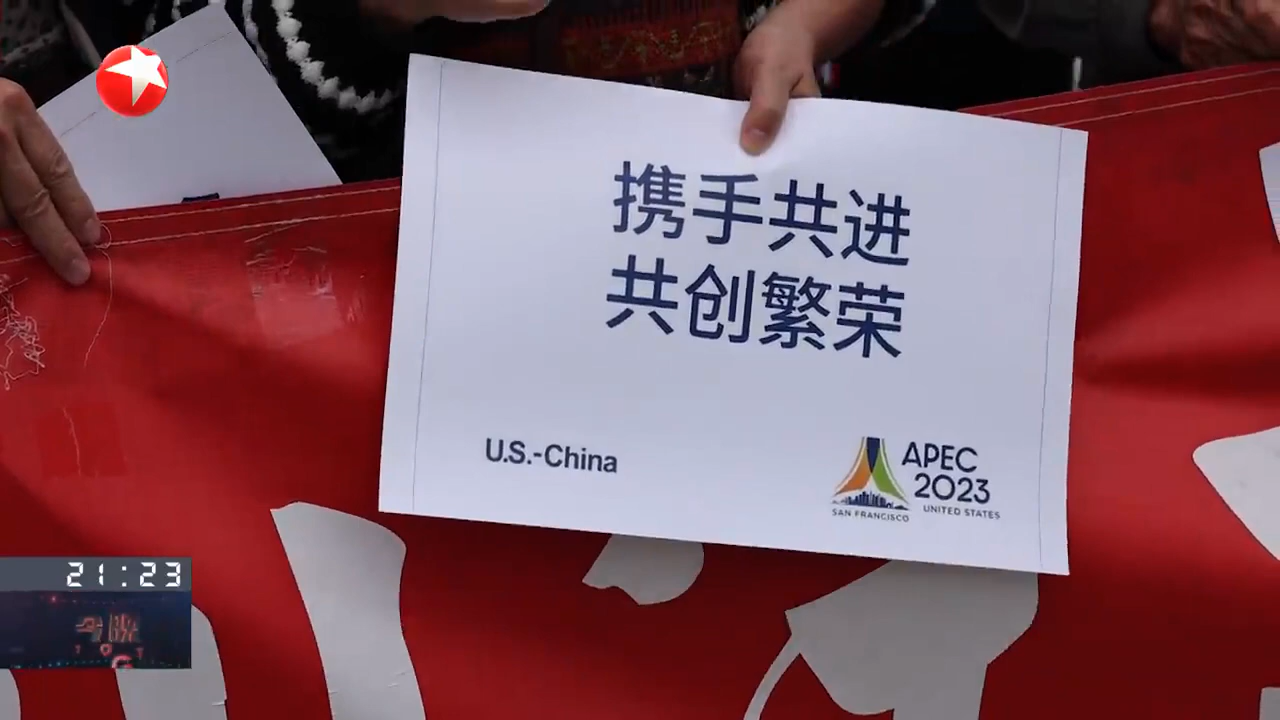 携手共进
共创繁荣
U.S.-China
APEC
2023
SAN FRANCISCO
UNITED STATES
21:23